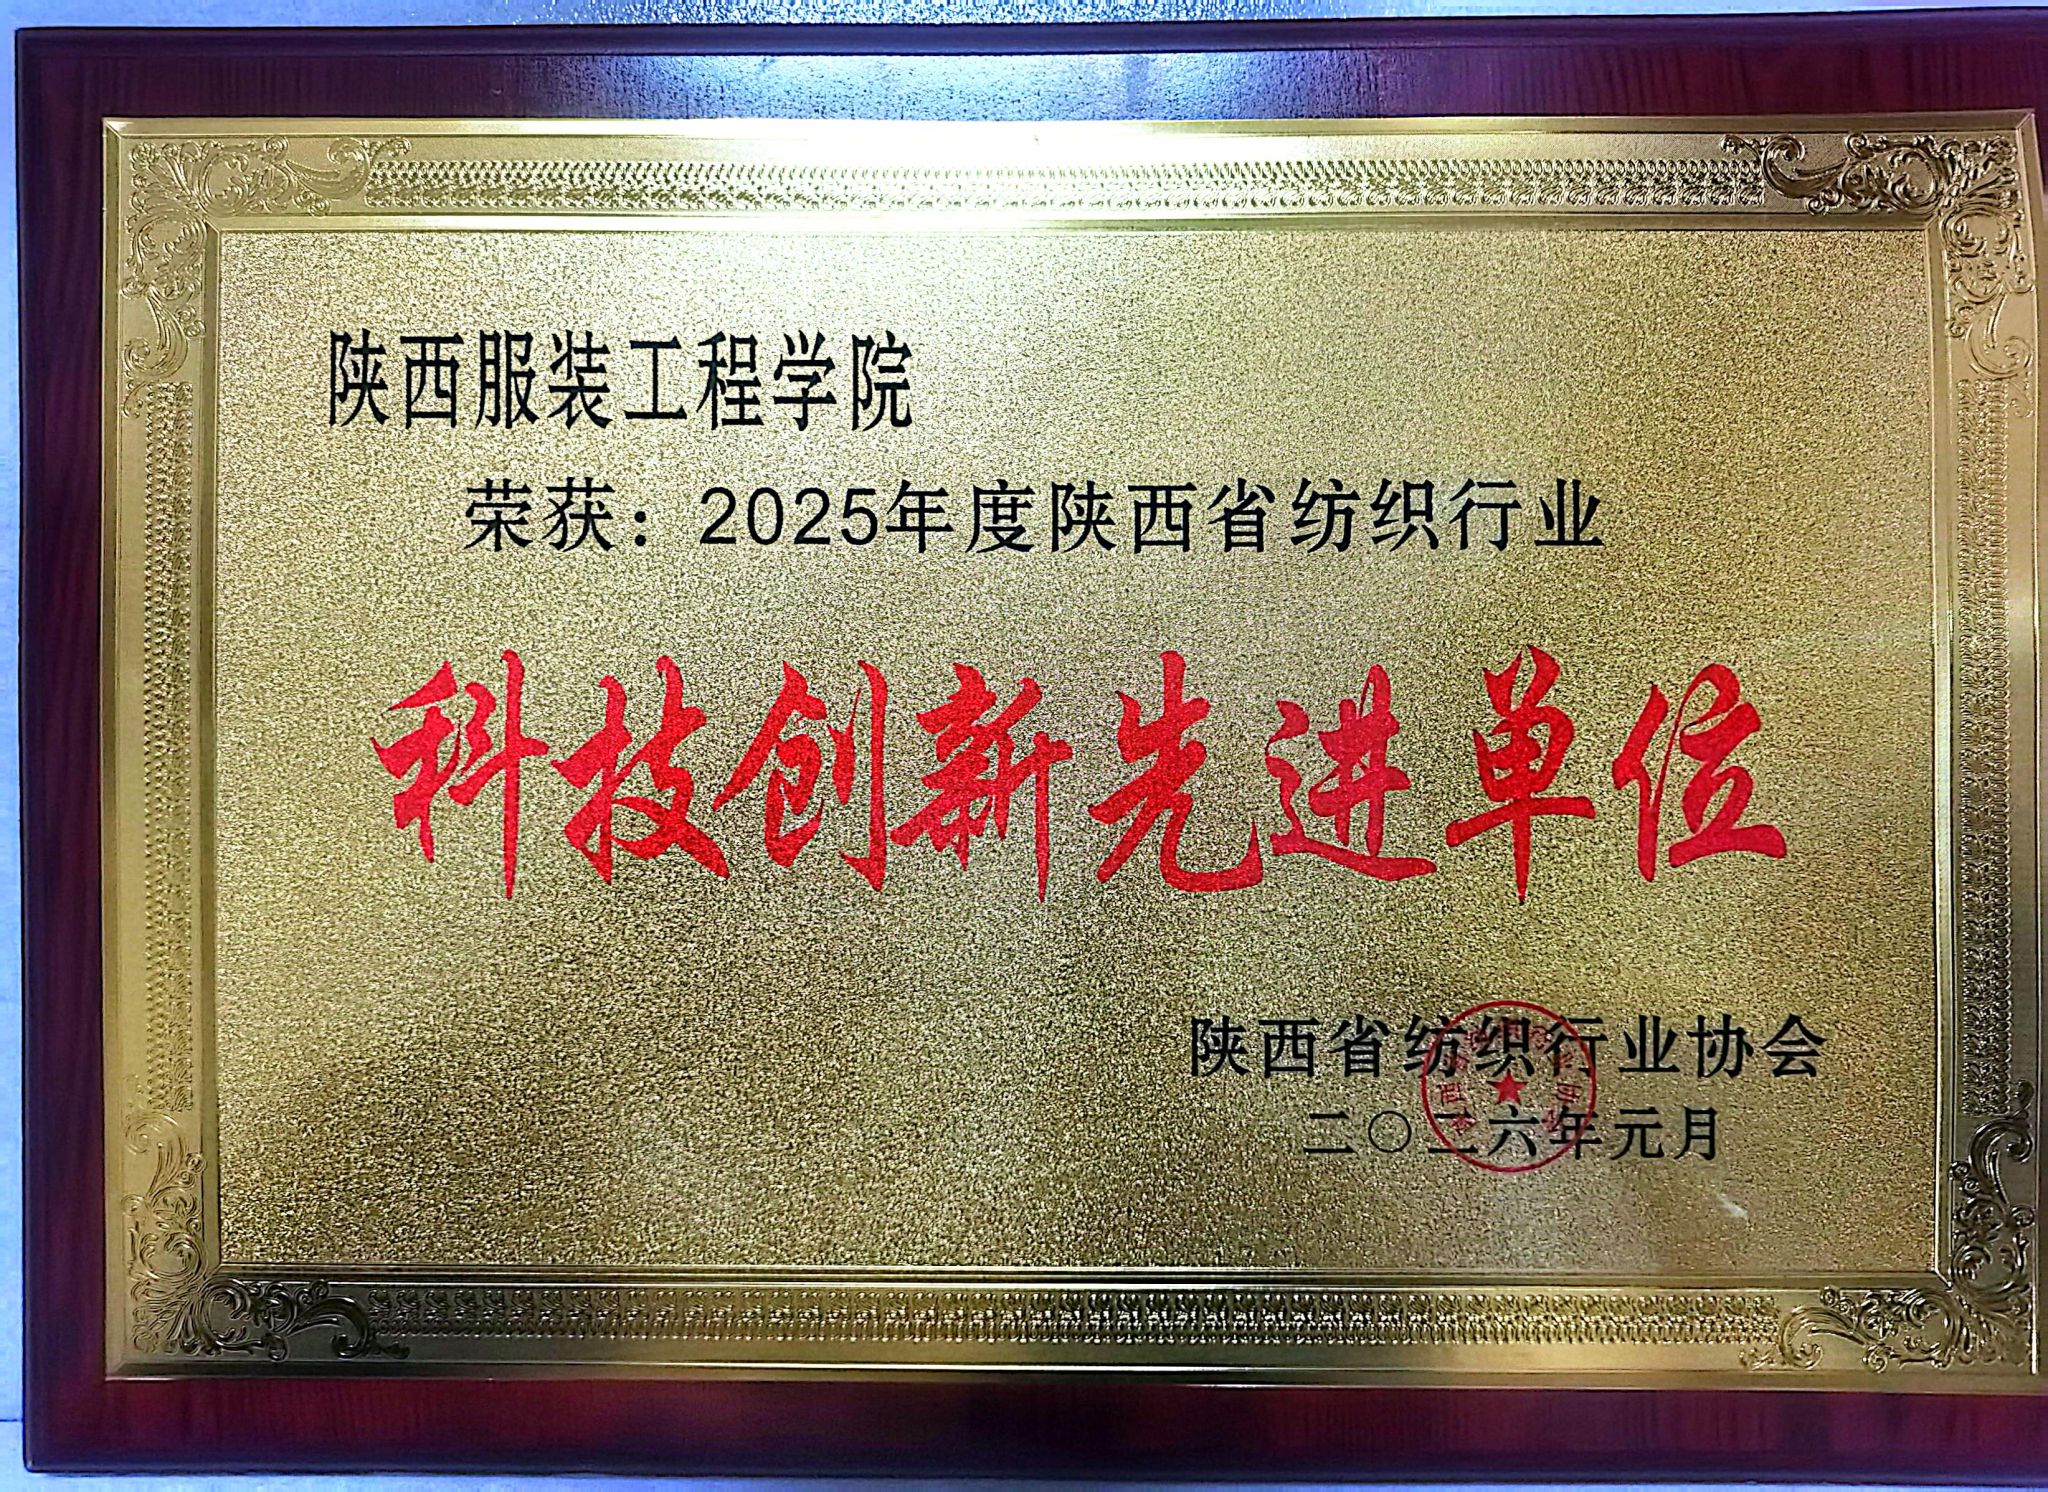 陕西服装工程学院
荣获：2025年度陕西省纺织行业
科技创新先进单位
陕西省纺织行业协会
二〇二六年元月